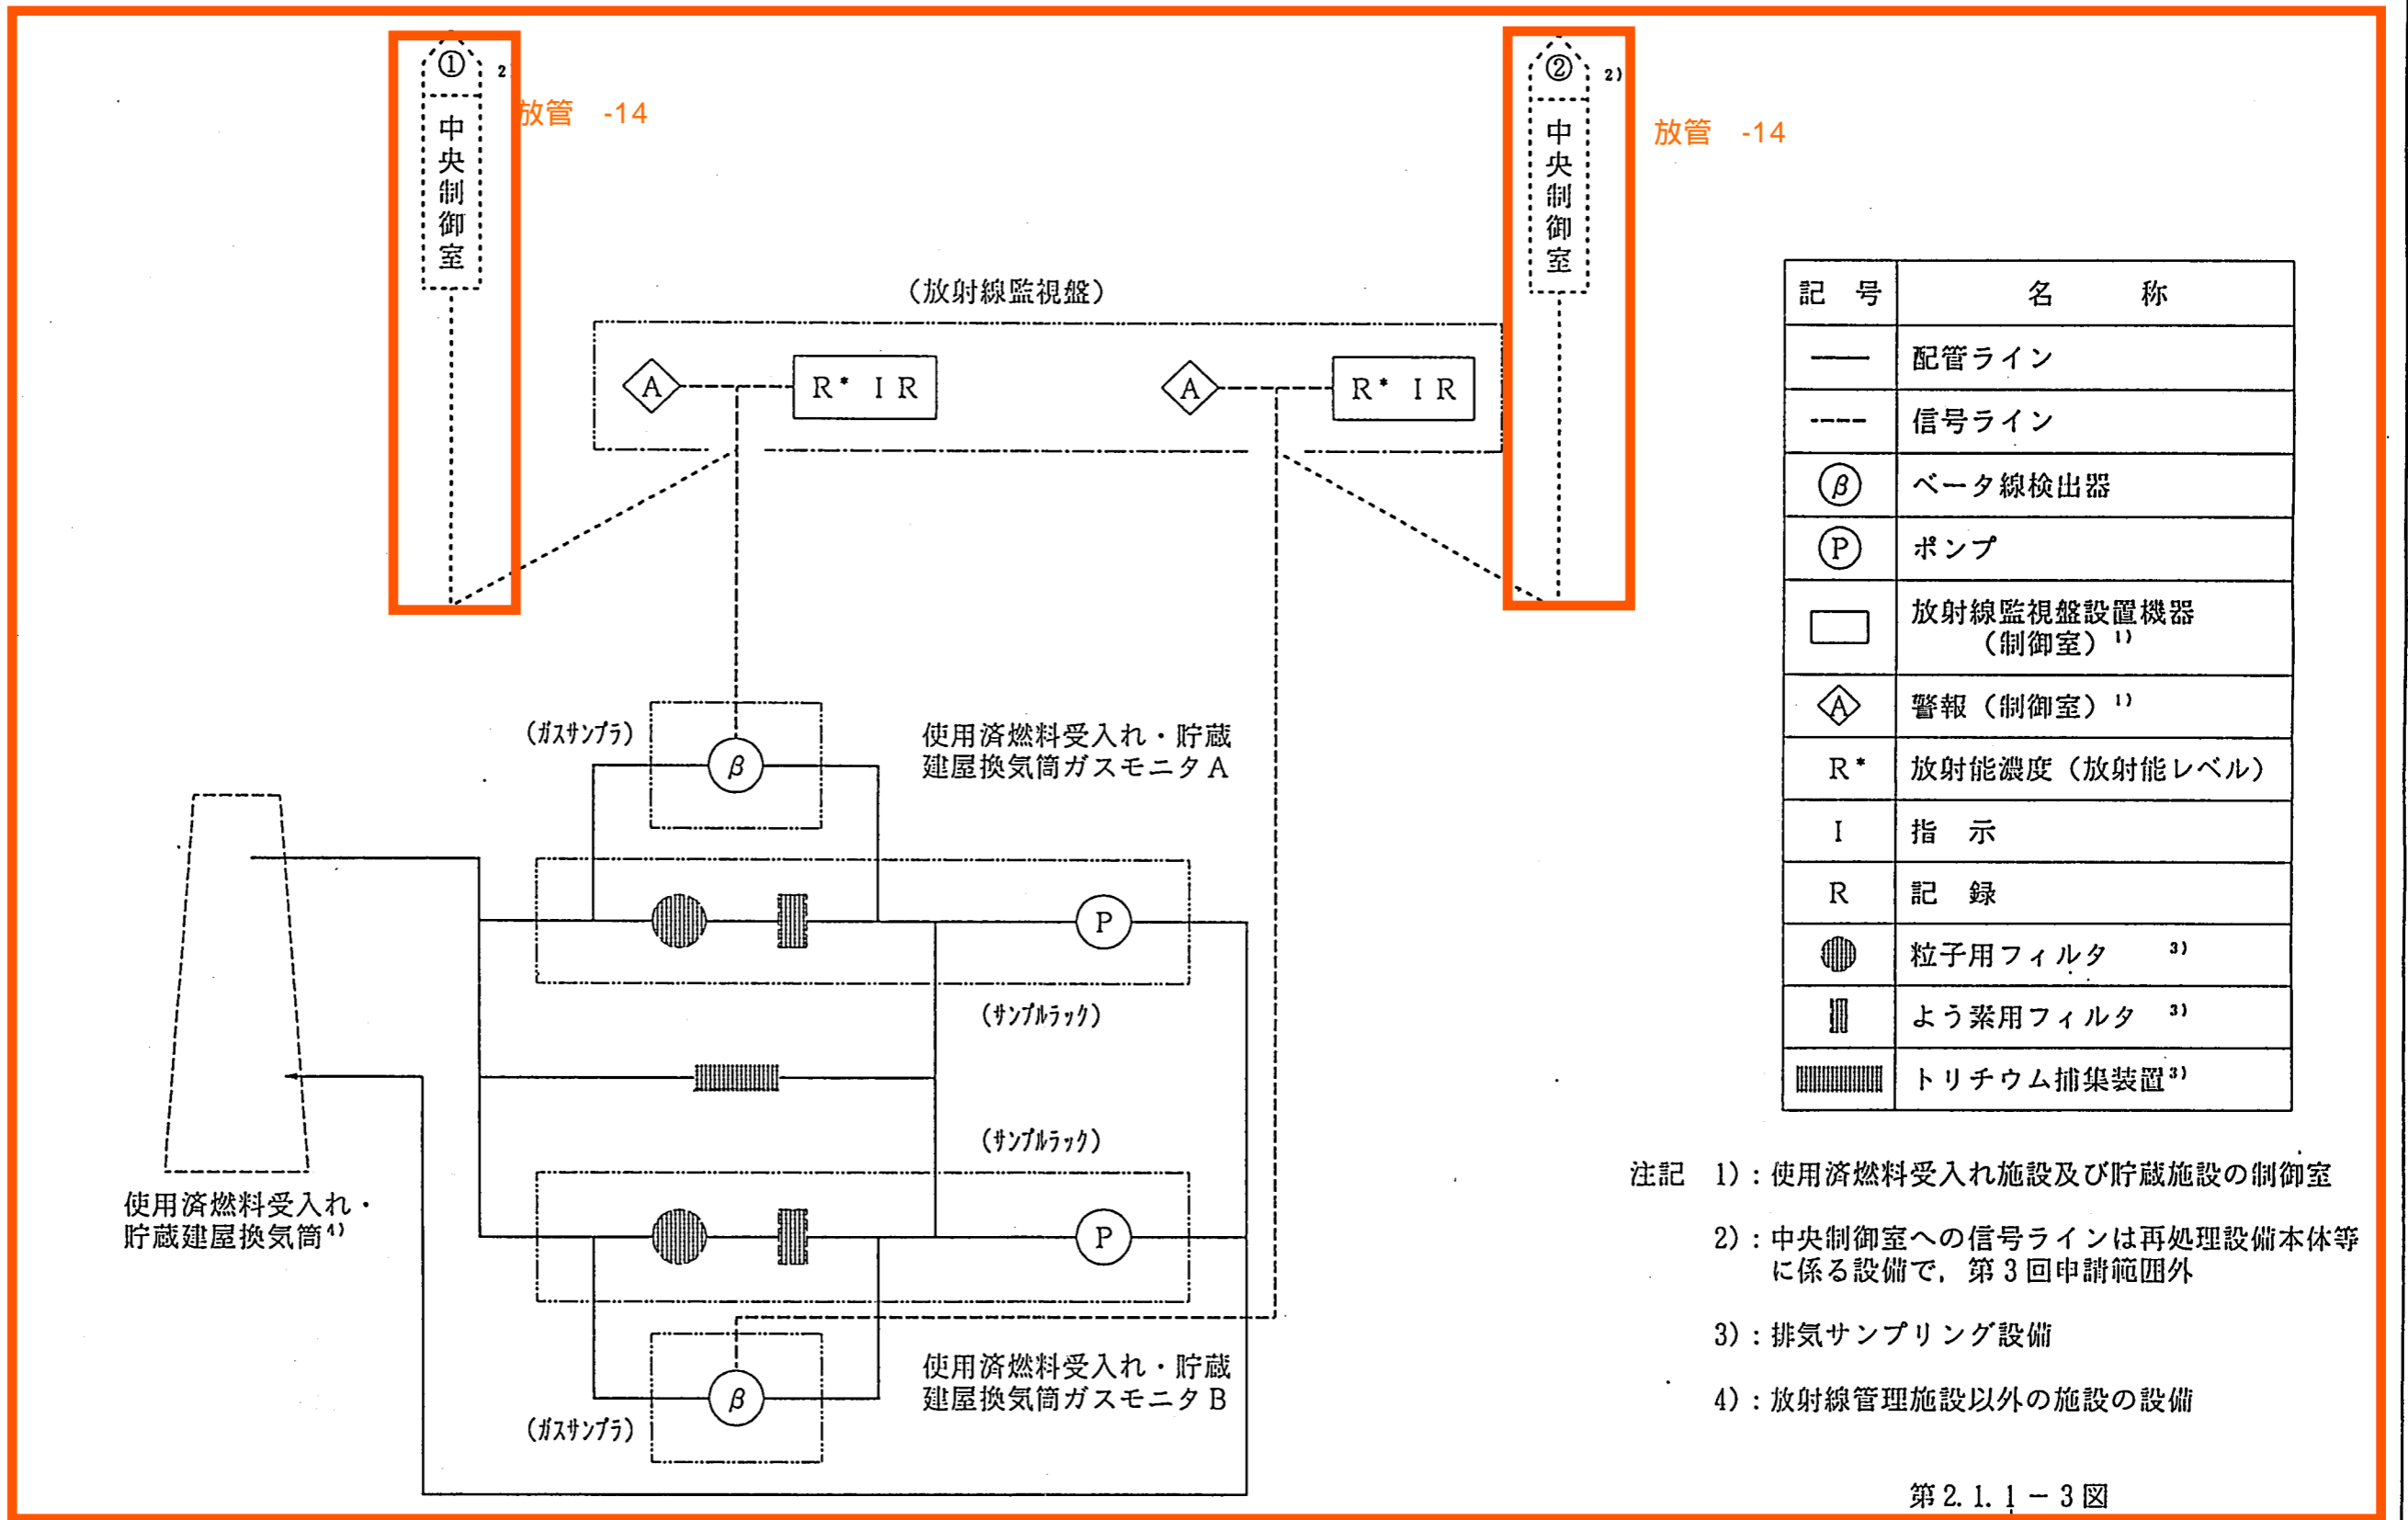 ① 2)
中央制御室
放管 -14
② 2)
中央制御室
放管 -14
(放射線監視盤)
A
R* I R
A
R* I R
(ガスサンプラ)
β
使用済燃料受入れ・貯蔵
建屋換気筒ガスモニタA
P
(サンプルラック)
(サンプルラック)
P
使用済燃料受入れ・
貯蔵建屋換気筒4)
使用済燃料受入れ・貯蔵
建屋換気筒ガスモニタB
β
(ガスサンプラ)
記 号 名 称
配管ライン
信号ライン
β ベータ線検出器
P ポンプ
放射線監視盤設置機器
(制御室)1)
A 警報(制御室)1)
R* 放射能濃度(放射能レベル)
I 指 示
R 記 録
粒子用フィルタ 3)
よう素用フィルタ 3)
トリチウム捕集装置3)
注記 1):使用済燃料受入れ施設及び貯蔵施設の制御室
2):中央制御室への信号ラインは再処理設備本体等
に係る設備で,第3回申請範囲外
3):排気サンプリング設備
4):放射線管理施設以外の施設の設備
第2.1.1-3図